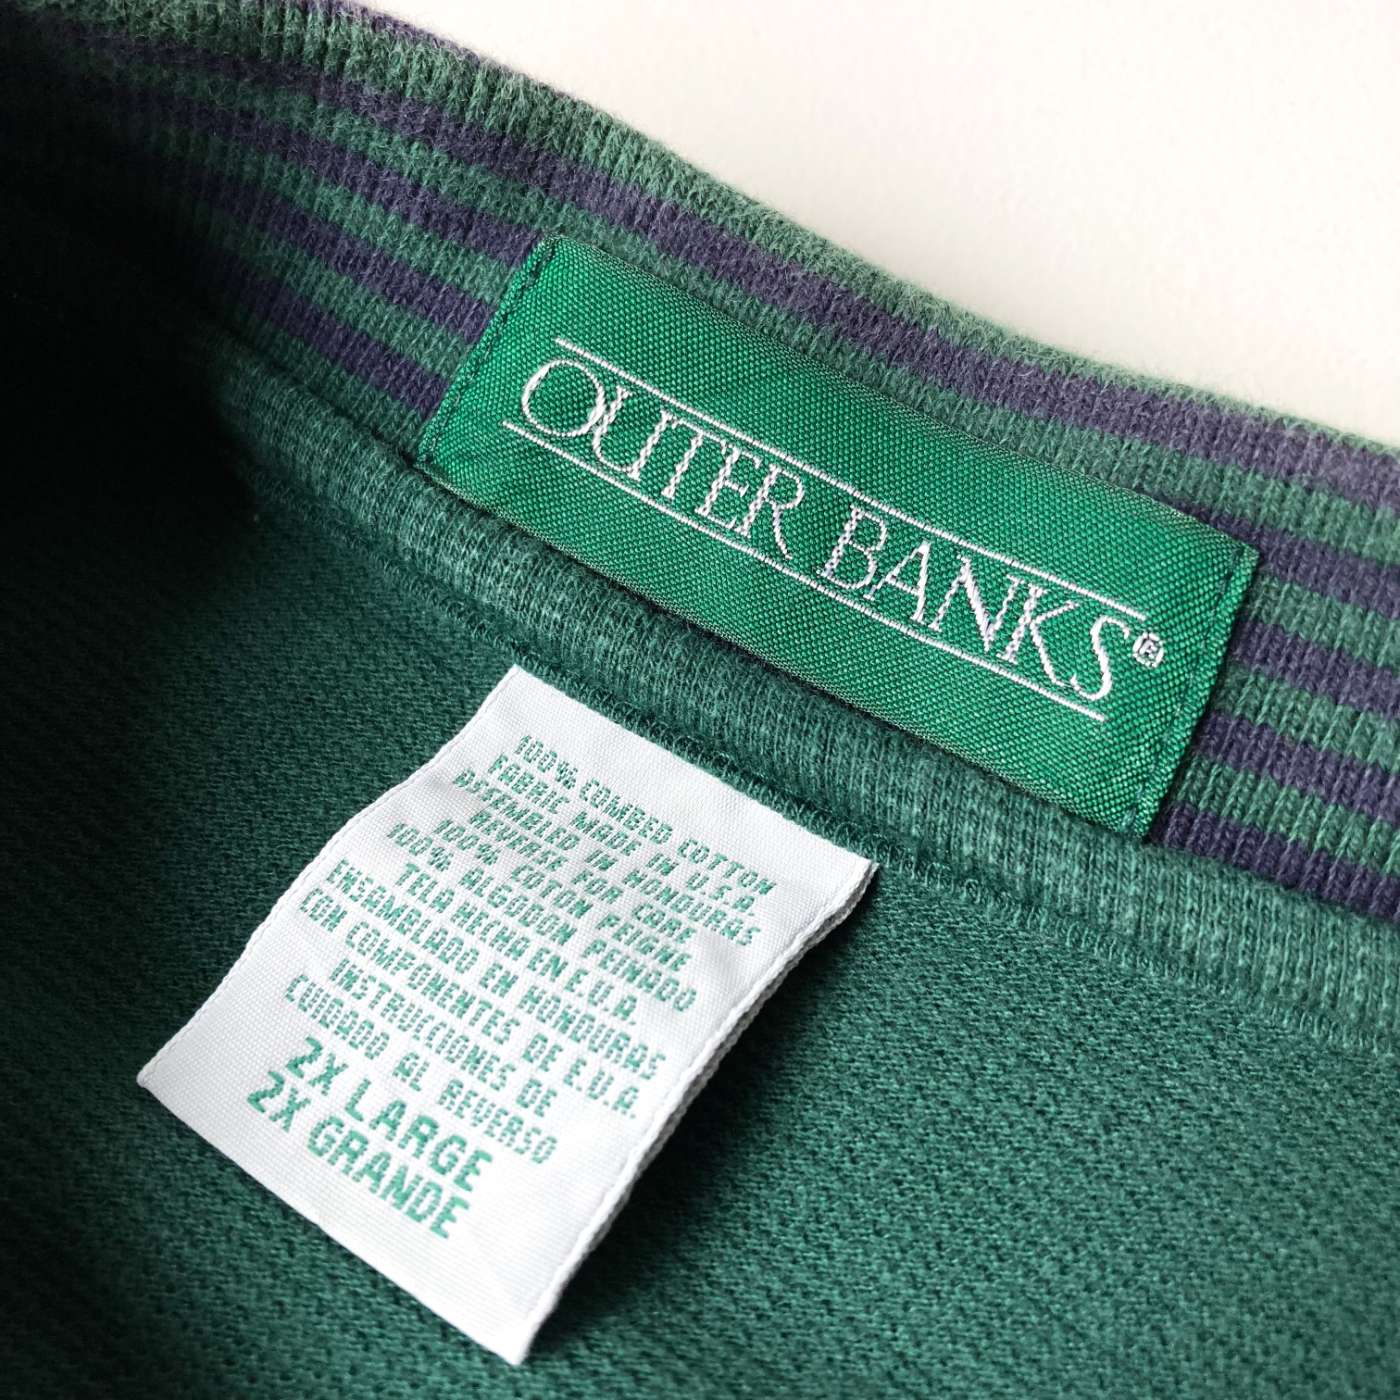 OUTER BANKS®
100% COMBED COTTON
FABRIC MADE IN U.S.A.
ASSEMBLED IN HONDURAS
REVERSE FOR CARE
100% COTON PEIGNE
100% ALGODON PEINADO
TELA HECHA EN E.U.A.
ENSAMBLADO EN HONDURAS
CON COMPONENTES DE E.U.A.
INSTRUCCIONES DE
CUIDADO AL REVERSO
2X LARGE
2X GRANDE